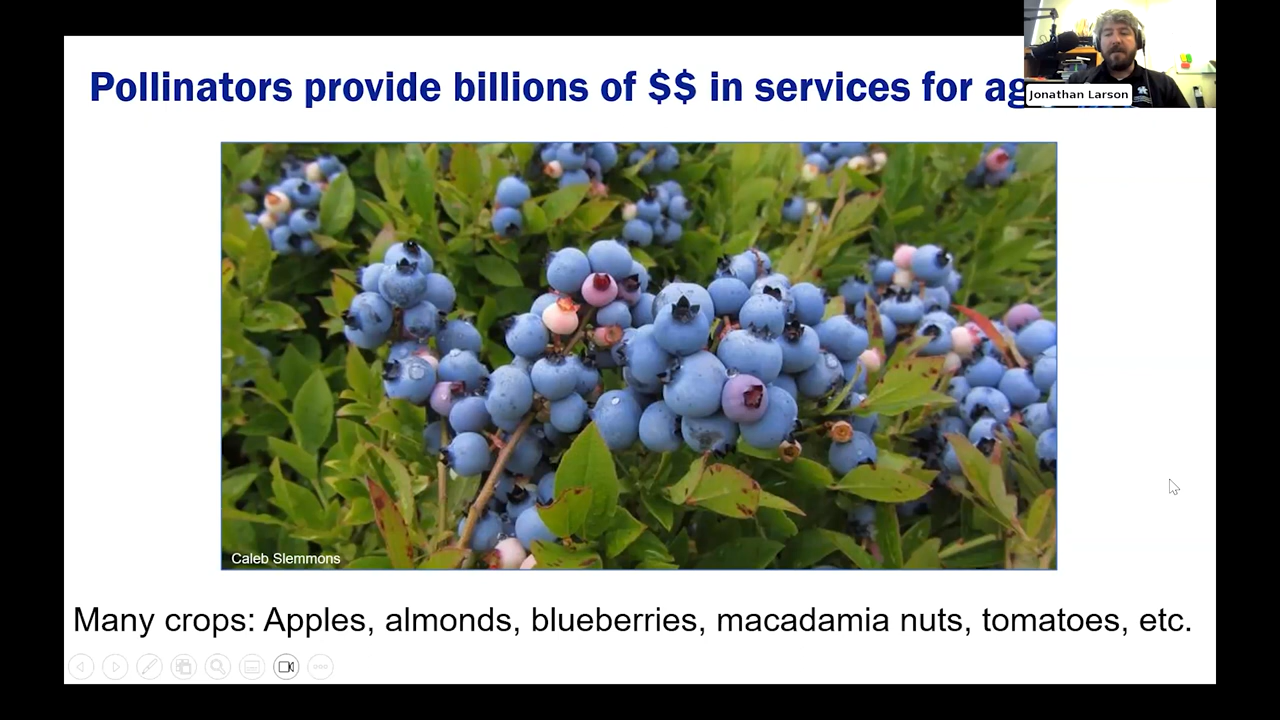 Pollinators provide billions of $$ in services for ag
Jonathan Larson
Caleb Slemmons
Many crops: Apples, almonds, blueberries, macadamia nuts, tomatoes, etc.